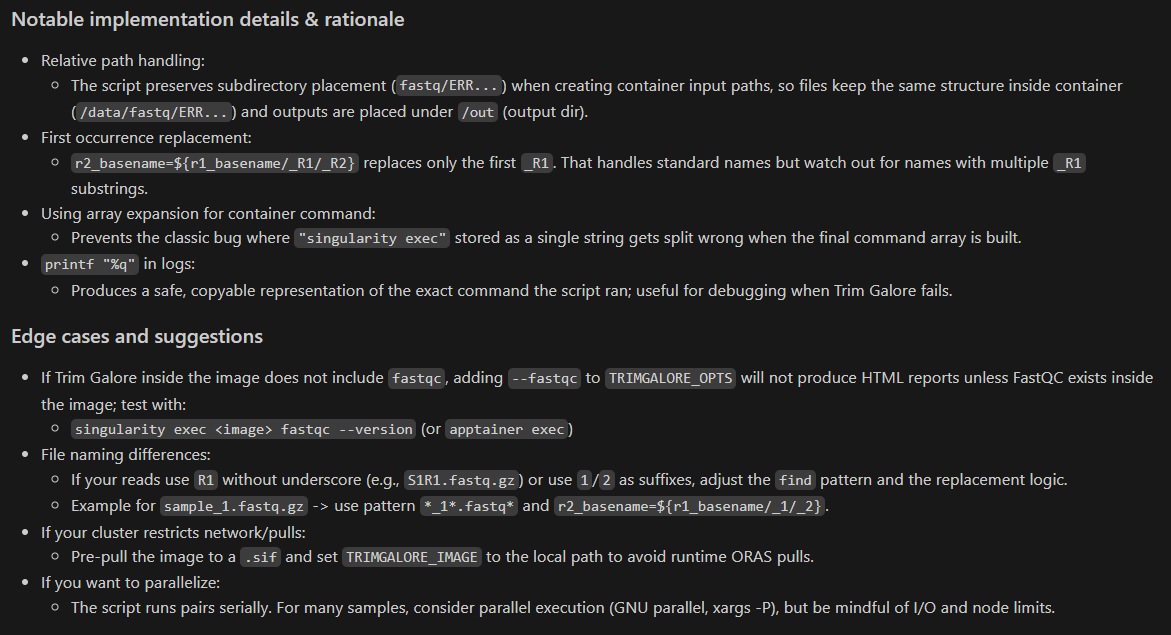 Notable implementation details & rationale
• Relative path handling:
◦ The script preserves subdirectory placement (fastq/ERR...) when creating container input paths, so files keep the same structure inside container
(/data/fastq/ERR...) and outputs are placed under /out (output dir).
• First occurrence replacement:
◦ r2_basename=${r1_basename/_R1/_R2} replaces only the first _R1. That handles standard names but watch out for names with multiple _R1
substrings.
• Using array expansion for container command:
◦ Prevents the classic bug where "singularity exec" stored as a single string gets split wrong when the final command array is built.
• printf "%q" in logs:
◦ Produces a safe, copyable representation of the exact command the script ran; useful for debugging when Trim Galore fails.
Edge cases and suggestions
• If Trim Galore inside the image does not include fastqc, adding --fastqc to TRIMGALORE_OPTS will not produce HTML reports unless FastQC exists inside
the image; test with:
◦ singularity exec <image> fastqc --version (or apptainer exec)
• File naming differences:
◦ If your reads use R1 without underscore (e.g., S1R1.fastq.gz) or use 1/2 as suffixes, adjust the find pattern and the replacement logic.
◦ Example for sample_1.fastq.gz -> use pattern *_1*.fastq* and r2_basename=${r1_basename/_1/_2}.
• If your cluster restricts network/pulls:
◦ Pre-pull the image to a .sif and set TRIMGALORE_IMAGE to the local path to avoid runtime ORAS pulls.
• If you want to parallelize:
◦ The script runs pairs serially. For many samples, consider parallel execution (GNU parallel, xargs -P), but be mindful of I/O and node limits.